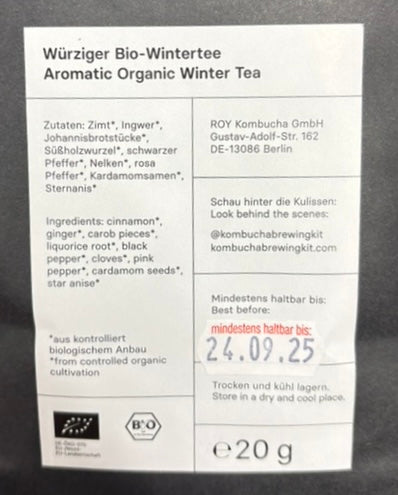 Würziger Bio-Wintertee
Aromatic Organic Winter Tea
Zutaten: Zimt*, Ingwer*,
Johannisbrotstücke*,
Süßholzwurzel*, schwarzer
Pfeffer*, Nelken*, rosa
Pfeffer*, Kardamomsamen*,
Sternanis*
Ingredients: cinnamon*,
ginger*, carob pieces*,
liquorice root*, black
pepper*, cloves*, pink
pepper*, cardamom seeds*,
star anise*
*aus kontrolliert
biologischem Anbau
*from controlled organic
cultivation
BIO
ROY Kombucha GmbH
Gustav-Adolf-Str. 162
DE-13086 Berlin
Schau hinter die Kulissen:
Look behind the scenes:
@kombuchabrewingkit
kombuchabrewingkit.com
Mindestens haltbar bis:
Best before:
mindestens haltbar bis:
24.09.25
Trocken und kühl lagern.
Store in a dry and cool place.
℮20 g